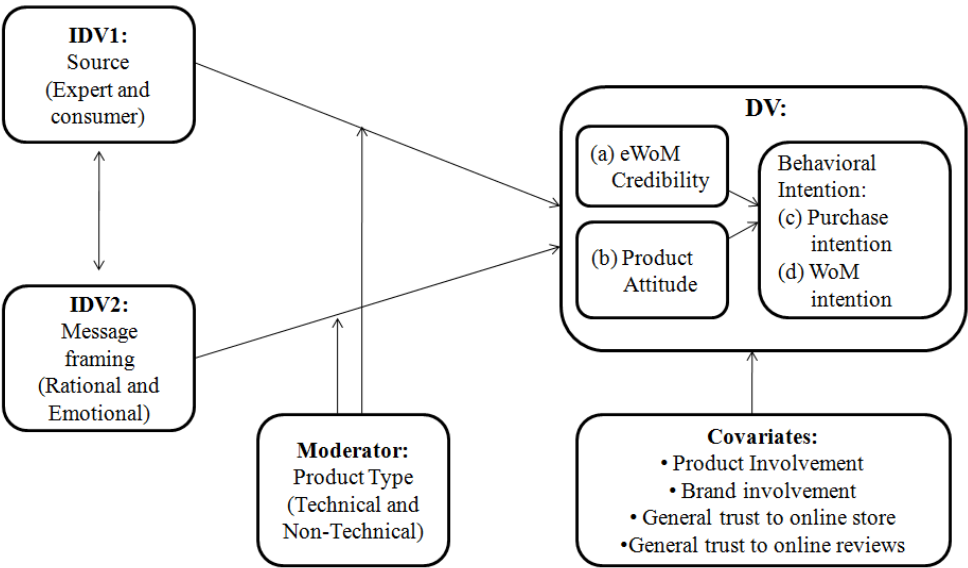 IDV1:
Source
(Expert and
consumer)
IDV2:
Message
framing
(Rational and
Emotional)
Moderator:
Product Type
(Technical and
Non-Technical)
DV:
(a) eWoM
Credibility
(b) Product
Attitude
Behavioral
Intention:
(c) Purchase
intention
(d) WoM
intention
Covariates:
• Product Involvement
• Brand involvement
• General trust to online store
•General trust to online reviews